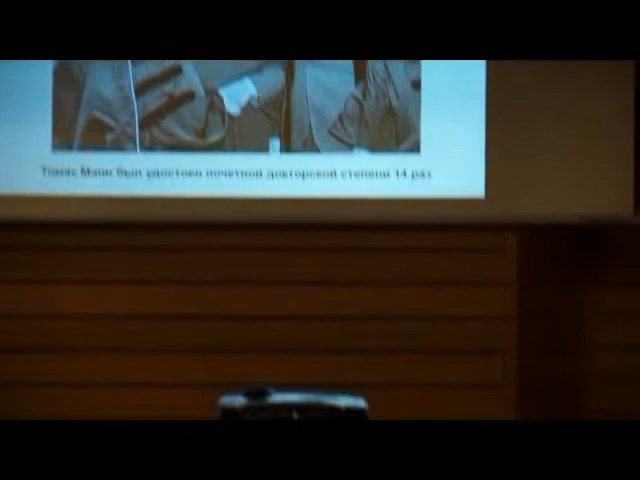 Томас Манн был удостоен почетной докторской степени 14 раз